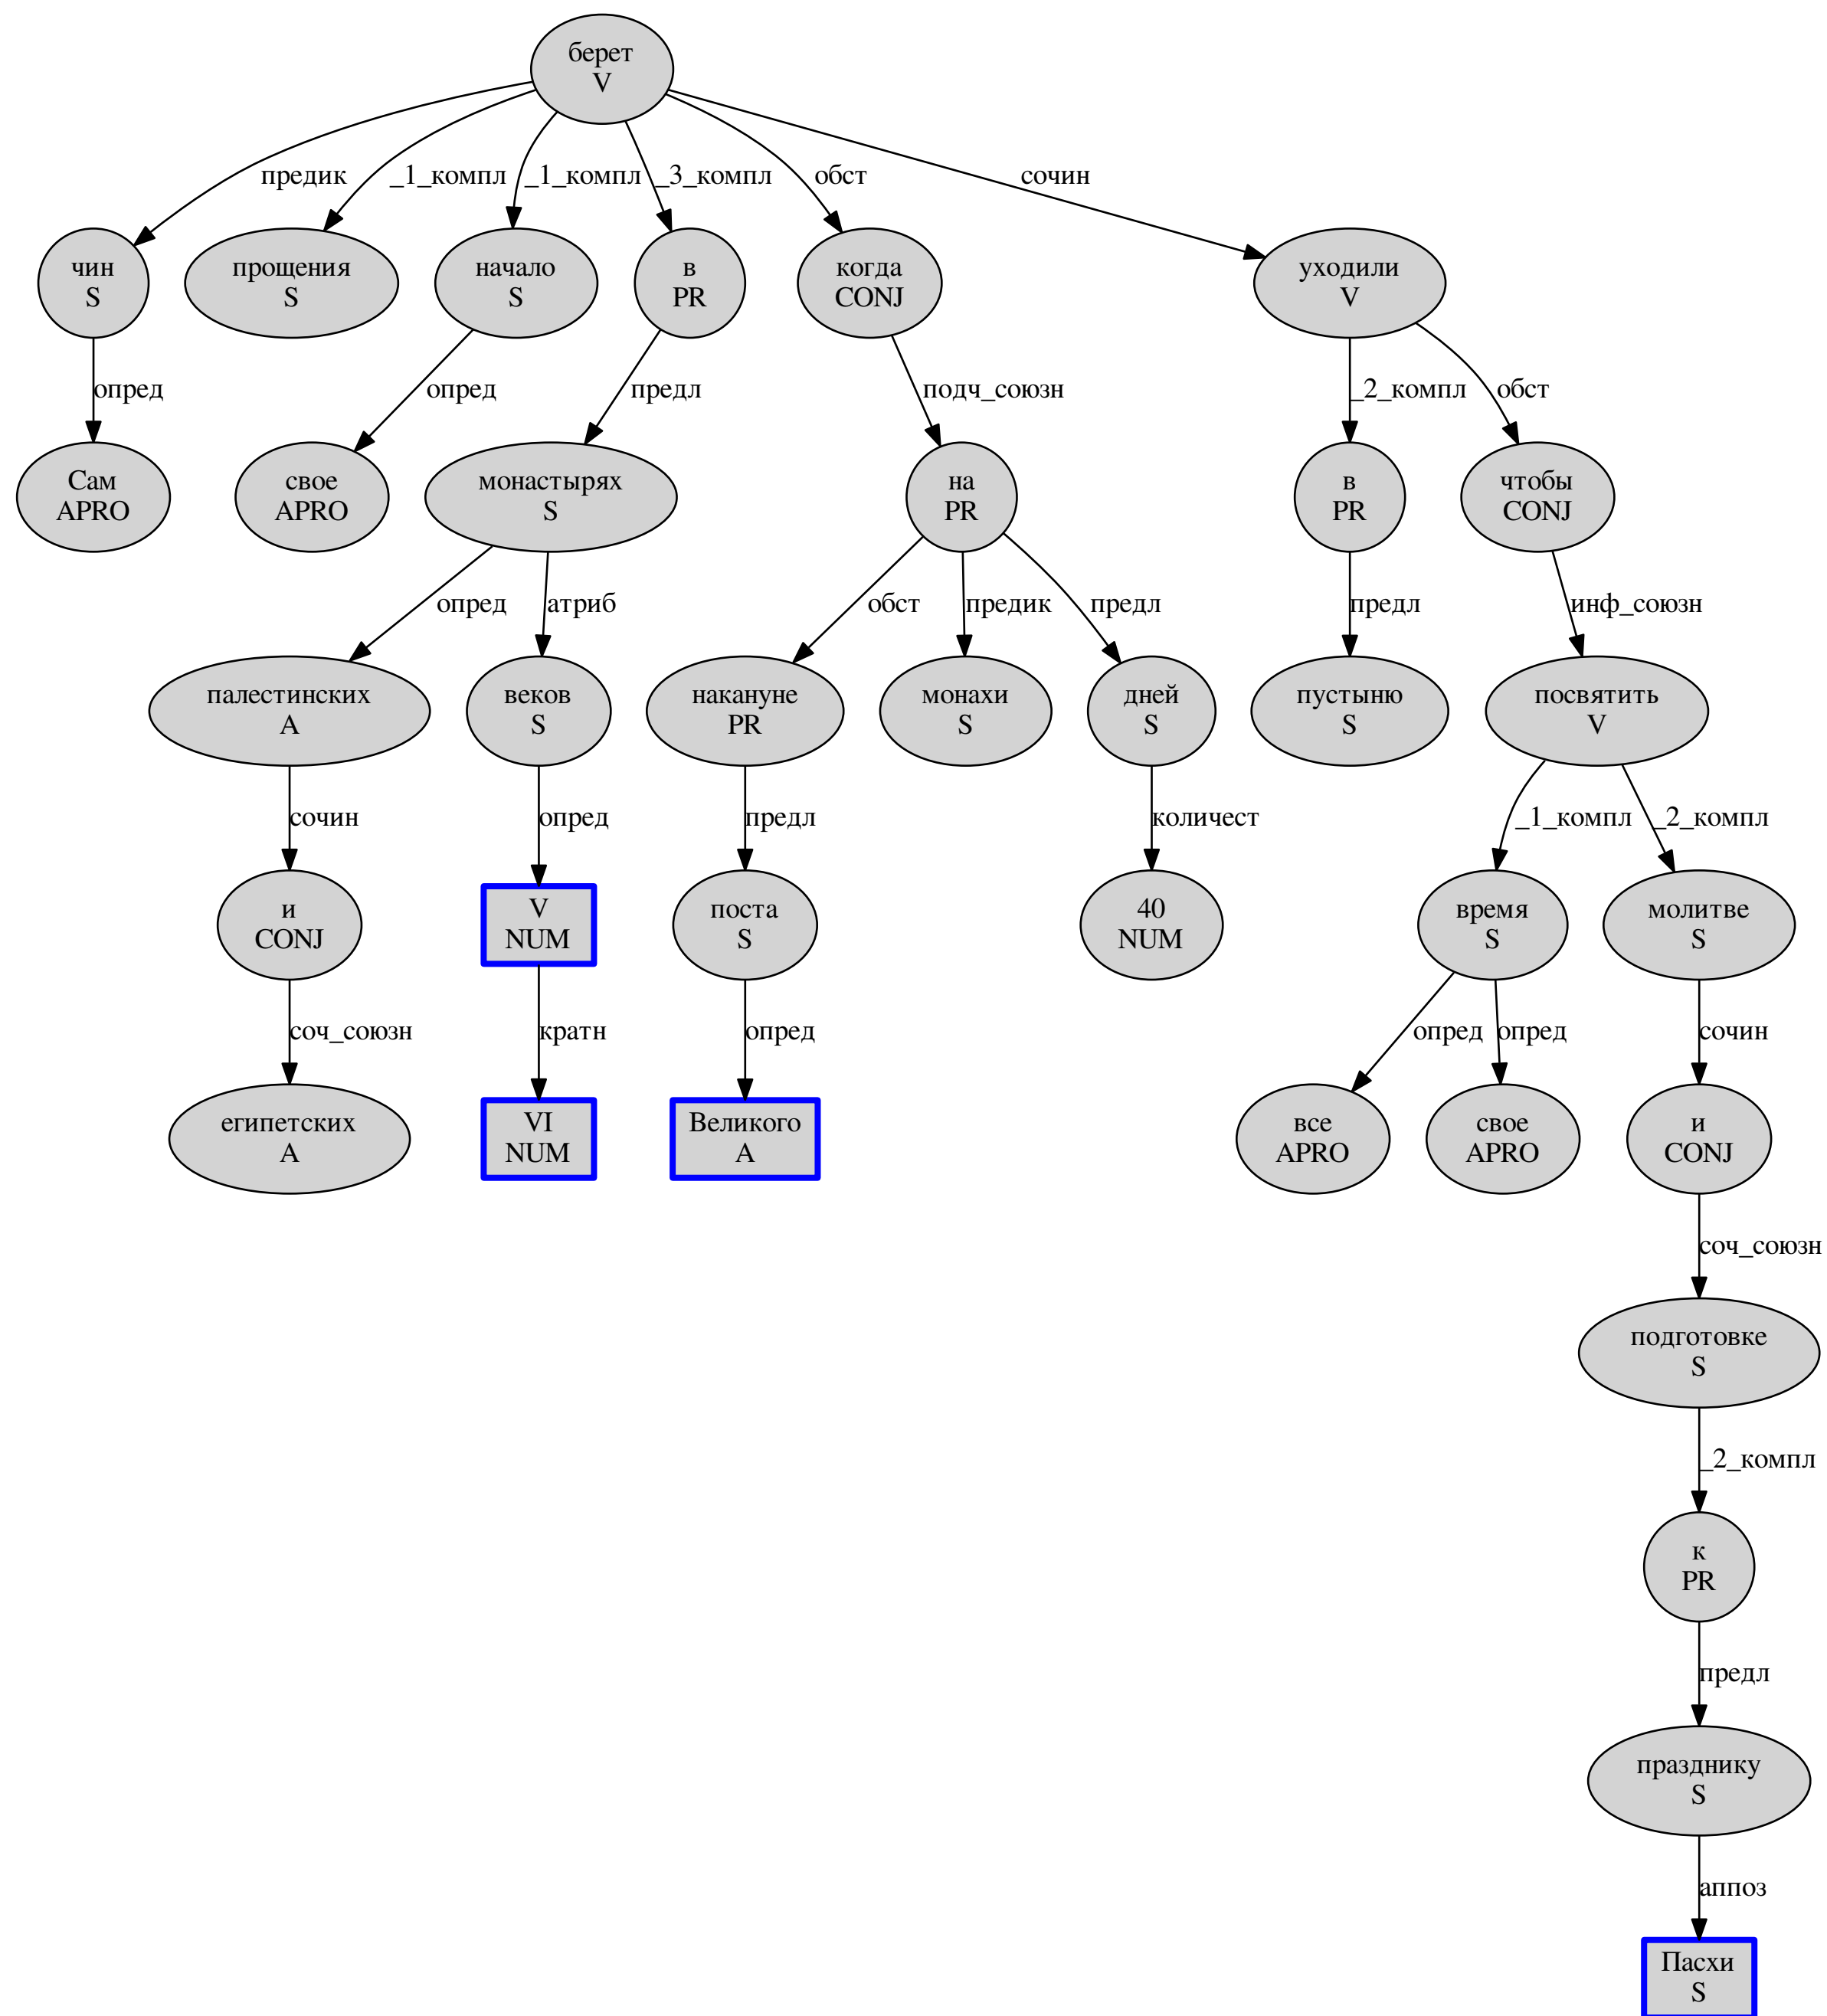 берет
V
предик
_1_компл
_1_компл
_3_компл
обст
сочин
чин
S
прощения
S
начало
S
в
PR
когда
CONJ
уходили
V
опред
опред
предл
подч_союзн
_2_компл
обст
Сам
APRO
свое
APRO
монастырях
S
на
PR
в
PR
чтобы
CONJ
опред
атриб
обст
предик
предл
предл
инф_союзн
палестинских
A
веков
S
накануне
PR
монахи
S
дней
S
пустыню
S
посвятить
V
сочин
опред
предл
количест
_1_компл
_2_компл
и
CONJ
V
NUM
поста
S
40
NUM
время
S
молитве
S
соч_союзн
кратн
опред
опред
опред
сочин
египетских
A
VI
NUM
Великого
A
все
APRO
свое
APRO
и
CONJ
соч_союзн
подготовке
S
_2_компл
к
PR
предл
празднику
S
аппоз
Пасхи
S